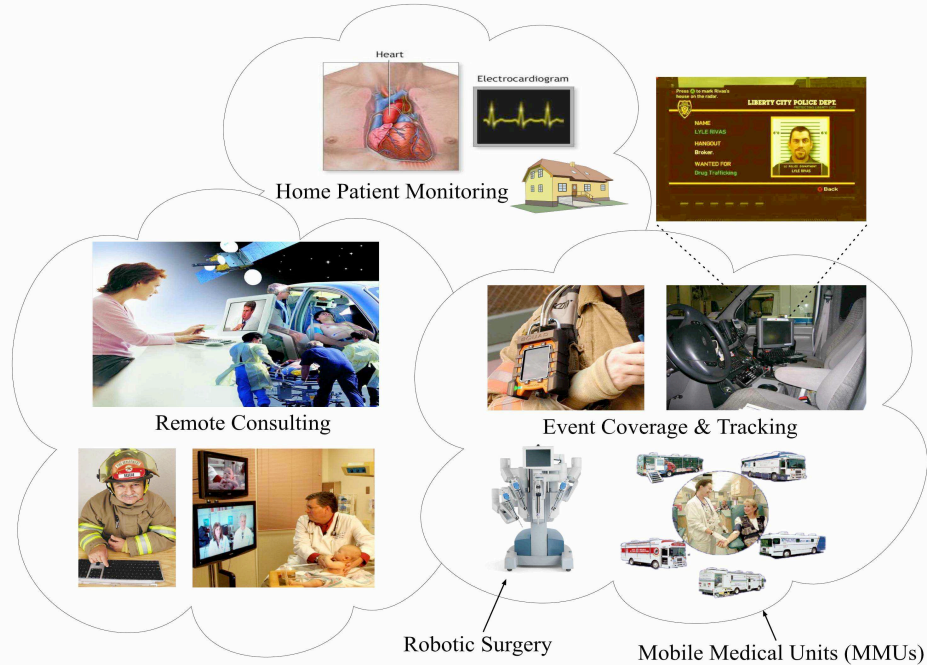 Heart
Electrocardiogram
Home Patient Monitoring
Press to mark Rivas's
house on the radar.
LIBERTY CITY POLICE DEPT.
NAME
LYLE RIVAS
HANGOUT
Broker
WANTED FOR
Drug Trafficking
LYLE RIVAS
Back
Remote Consulting
Event Coverage & Tracking
Robotic Surgery
Mobile Medical Units (MMUs)